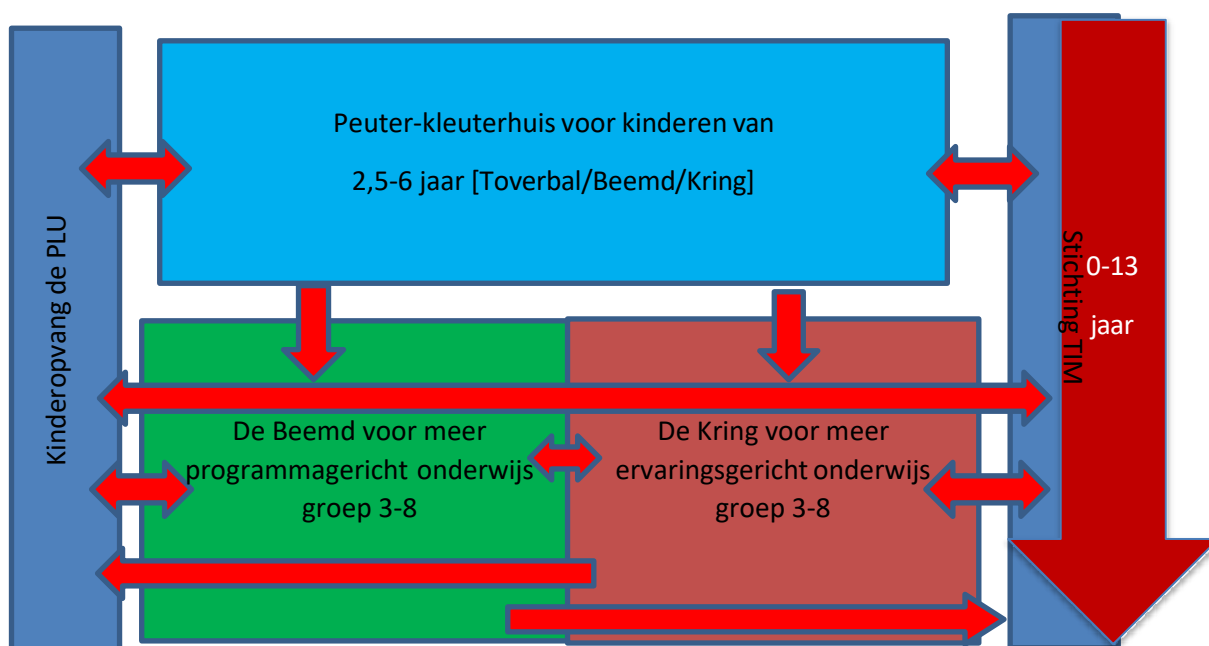 Kinderopvang de PLU
Peuter-kleuterhuis voor kinderen van
2,5-6 jaar [Toverbal/Beemd/Kring]
Stichting TIM
0-13
jaar
De Beemd voor meer
programmagericht onderwijs
groep 3-8
De Kring voor meer
ervaringsgericht onderwijs
groep 3-8